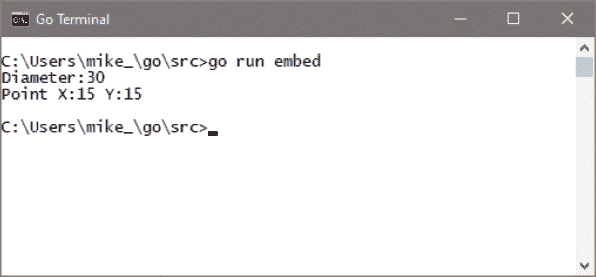 Go Terminal
C:\Users\mike_\go\src>go run embed
Diameter:30
Point X:15 Y:15
C:\Users\mike_\go\src>